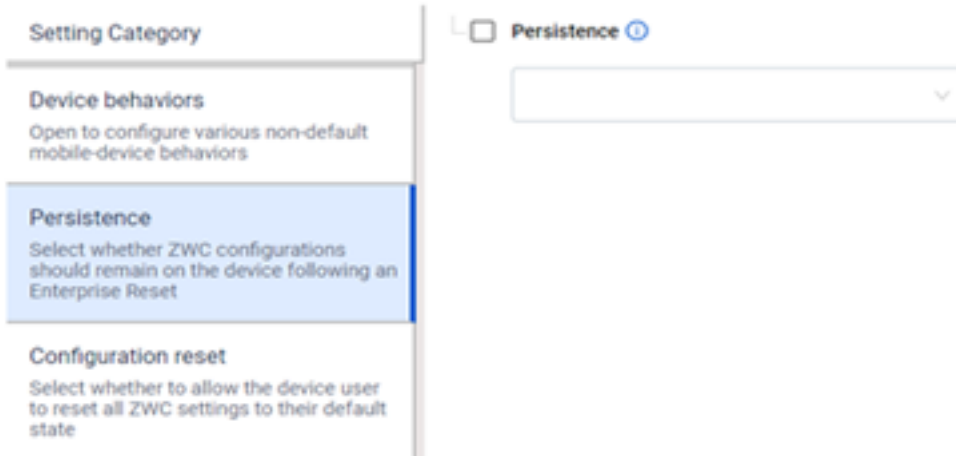 Setting Category
Persistence
Device behaviors
Open to configure various non-default
mobile-device behaviors
Persistence
Select whether ZWC configurations
should remain on the device following an
Enterprise Reset
Configuration reset
Select whether to allow the device user
to reset all ZWC settings to their default
state